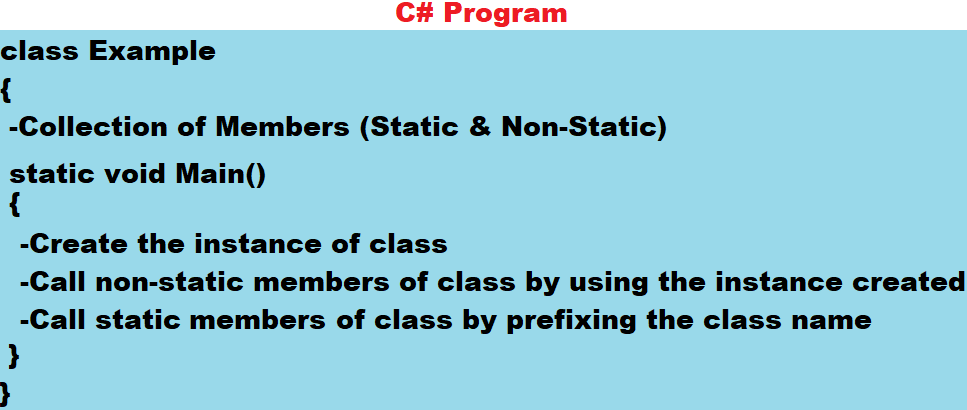 C# Program
class Example
{
-Collection of Members (Static & Non-Static)
static void Main()
{
-Create the instance of class
-Call non-static members of class by using the instance created
-Call static members of class by prefixing the class name
}
}